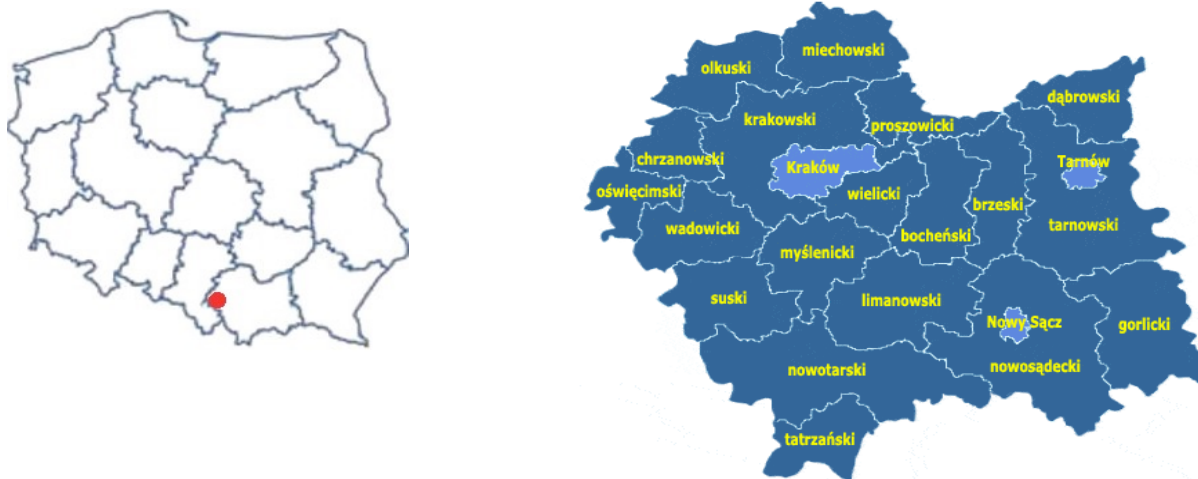 miechowski
olkuski
dąbrowski
krakowski
proszowicki
chrzanowski
Kraków
Tarnów
oświęcimski
wielicki
brzeski
wadowicki
bocheński
tarnowski
myślenicki
suski
limanowski
Nowy Sącz
gorlicki
nowotarski
nowosądecki
tatrzański